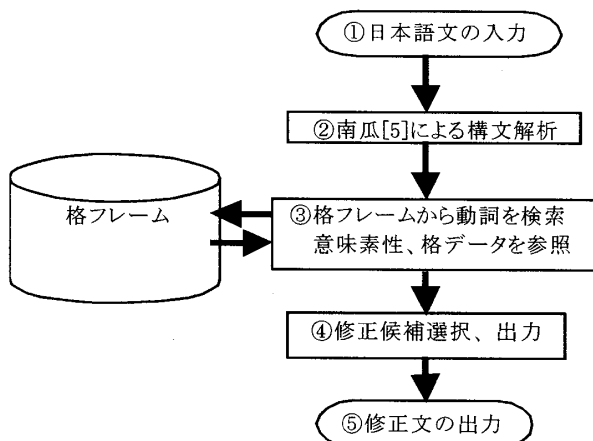 ①日本語文の入力
②南瓜[5]による構文解析
格フレーム
③格フレームから動詞を検索
意味素性、格データを参照
④修正候補選択、出力
⑤修正文の出力